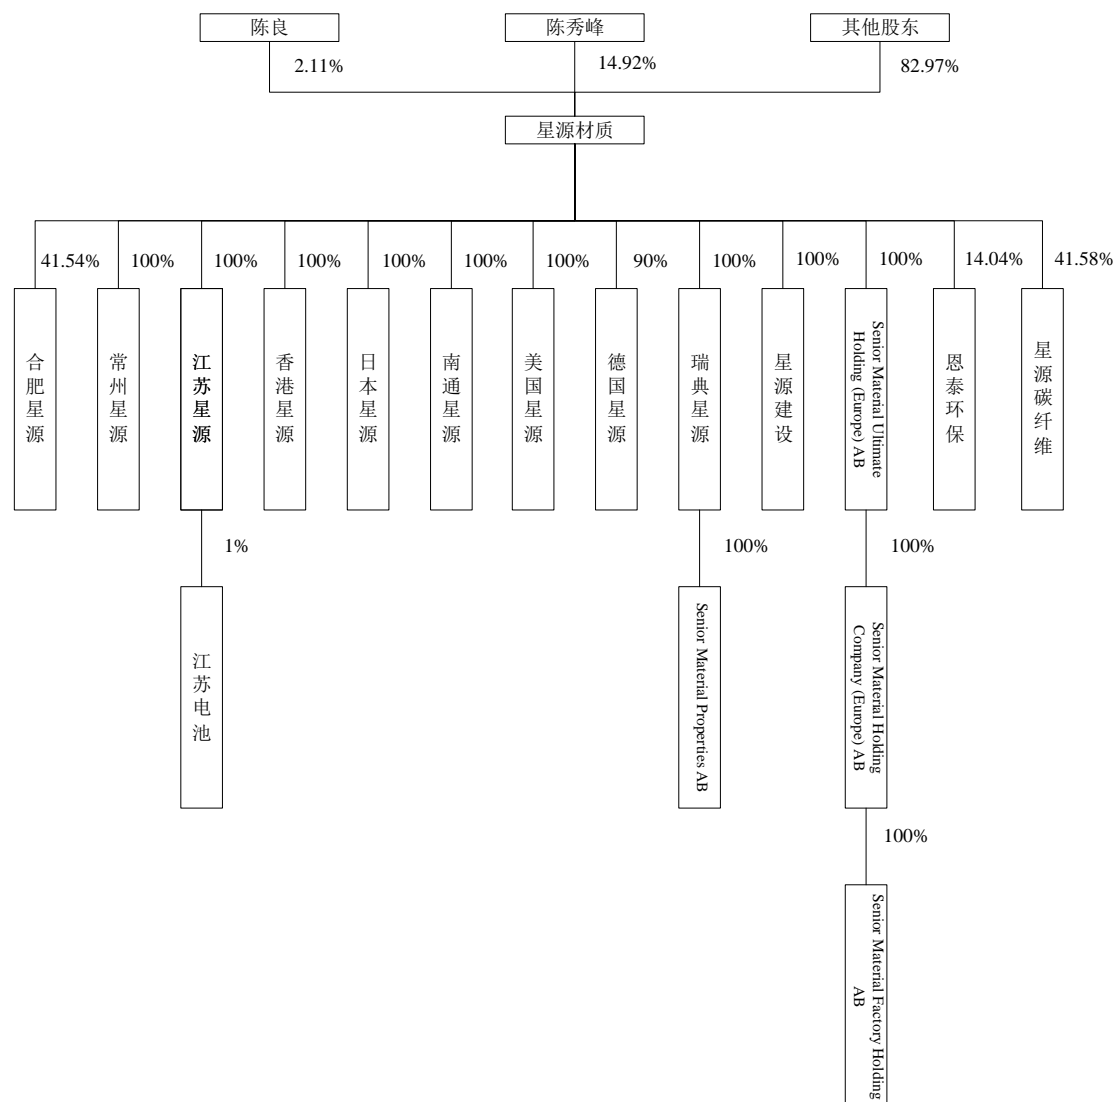 陈良
陈秀峰
其他股东
2.11%
14.92%
82.97%
星源材质
41.54%
100%
100%
100%
100%
100%
100%
90%
100%
100%
100%
14.04%
41.58%
合肥星源
常州星源
江苏星源
香港星源
日本星源
南通星源
美国星源
德国星源
瑞典星源
星源建设
Senior Material Ultimate
Holding (Europe) AB
恩泰环保
星源碳纤维
1%
100%
100%
江苏电池
Senior Material Properties AB
Senior Material Holding
Company (Europe) AB
100%
Senior Material Factory Holding
AB